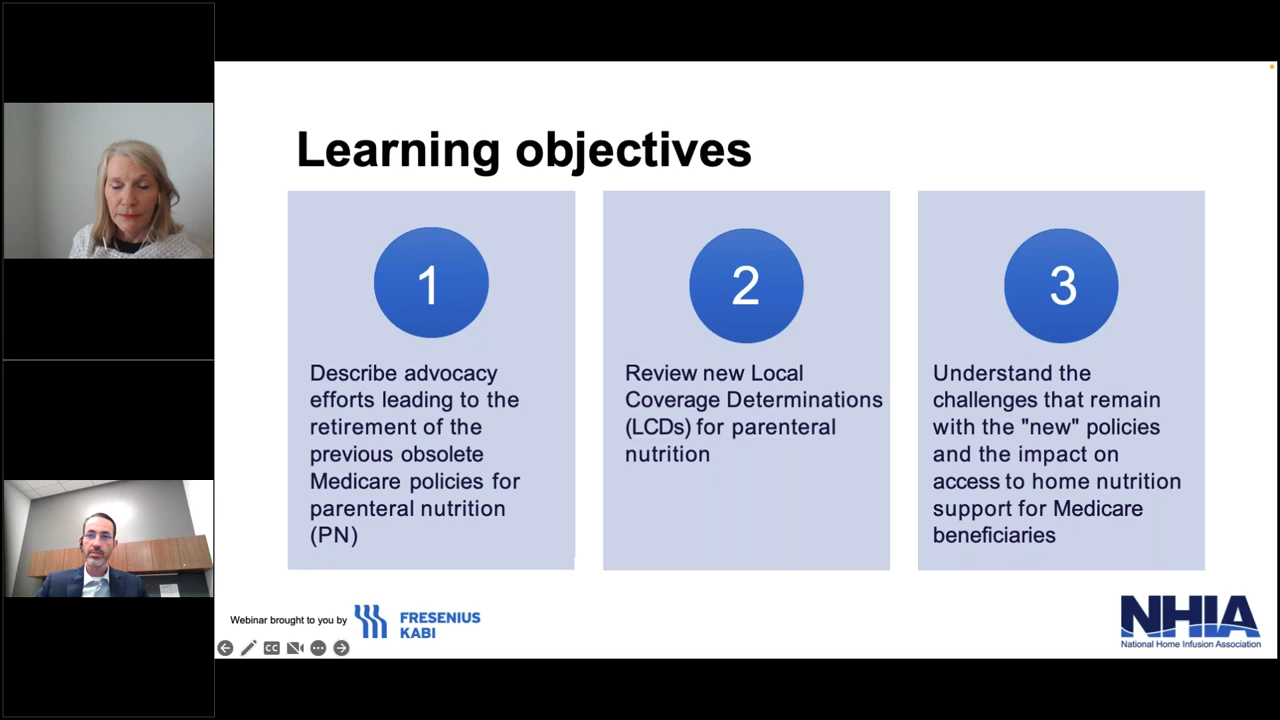 Learning objectives
1
Describe advocacy
efforts leading to the
retirement of the
previous obsolete
Medicare policies for
parenteral nutrition
(PN)
2
Review new Local
Coverage Determinations
(LCDs) for parenteral
nutrition
3
Understand the
challenges that remain
with the "new" policies
and the impact on
access to home nutrition
support for Medicare
beneficiaries
Webinar brought to you by
FRESENIUS
KABI
CC
NHIA
National Home Infusion Association